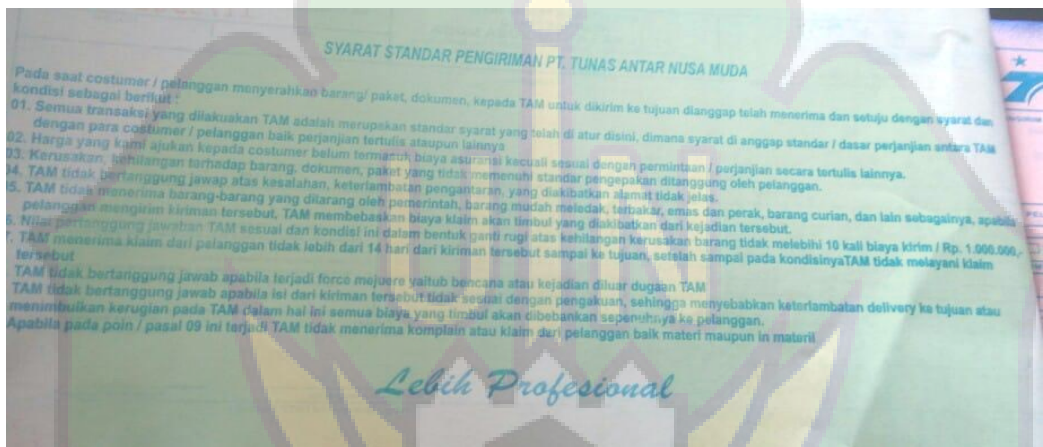 SYARAT STANDAR PENGIRIMAN PT. TUNAS ANTAR NUSA MUDA
Pada saat costumer / pelanggan menyerahkan barang/ paket, dokumen, kepada TAM untuk dikirim ke tujuan dianggap telah menerima dan setuju dengan syarat dan
kondisi sebagai berikut :
01. Semua transaksi yang dilakuakan TAM adalah merupakan standar syarat yang telah di atur disini, dimana syarat di anggap standar / dasar perjanjian antara TAM
dengan para costumer / pelanggan baik perjanjian tertulis ataupun lainnya
02. Harga yang kami ajukan kepada costumer belum termasuk biaya asuransi kecuali sesuai dengan permintaan / perjanjian secara tertulis lainnya.
03. Kerusakan, kehilangan terhadap barang, dokumen, paket yang tidak memenuhi standar pengepakan ditanggung oleh pelanggan.
04. TAM tidak bertanggung jawap atas kesalahan, keterlambatan pengantaran, yang diakibatkan alamat tidak jelas.
05. TAM tidak menerima barang-barang yang dilarang oleh pemerintah, barang mudah meledak, terbakar, emas dan perak, barang curian, dan lain sebagainya, apabila
pelanggan mengirim kiriman tersebut, TAM membebaskan biaya klaim akan timbul yang diakibatkan dari kejadian tersebut.
6. Nilai pertanggung jawaban TAM sesuai dan kondisi ini dalam bentuk ganti rugi atas kehilangan kerusakan barang tidak melebihi 10 kali biaya kirim / Rp. 1.000.000,-
7. TAM menerima klaim dari palanggan tidak lebih dari 14 hari dari kiriman tersebut sampai ke tujuan, setelah sampai pada kondisinyaTAM tidak melayani klaim
tersebut
TAM tidak bertanggung jawab apabila terjadi force mejuere yaitub bencana atau kejadian diluar dugaan TAM
TAM tidak bertanggung jawab apabila isi dari kiriman tersebut tidak sesuai dengan pengakuan, sehingga menyebabkan keterlambatan delivery ke tujuan atau
menimbulkan kerugian pada TAM dalam hal ini semua biaya yang timbul akan dibebankan sepenuhnya ke pelanggan.
Apabila pada poin / pasal 09 ini terjadi TAM tidak menerima komplain atau klaim dari pelanggan baik materi maupun in materil
Lebih Profesional
UIN